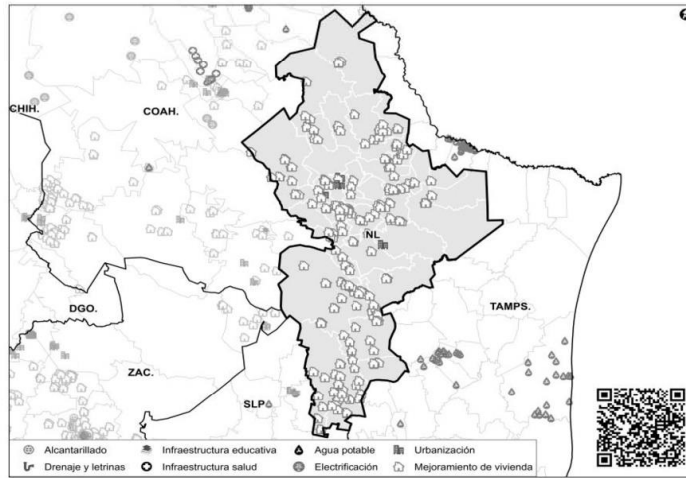 CHIH.
COAH.
NL
DGO.
TAMPS.
ZAC.
SLP
Alcantarillado
Infraestructura educativa
Agua potable
Urbanización
Drenaje y letrinas
Infraestructura salud
Electrificación
Mejoramiento de vivienda